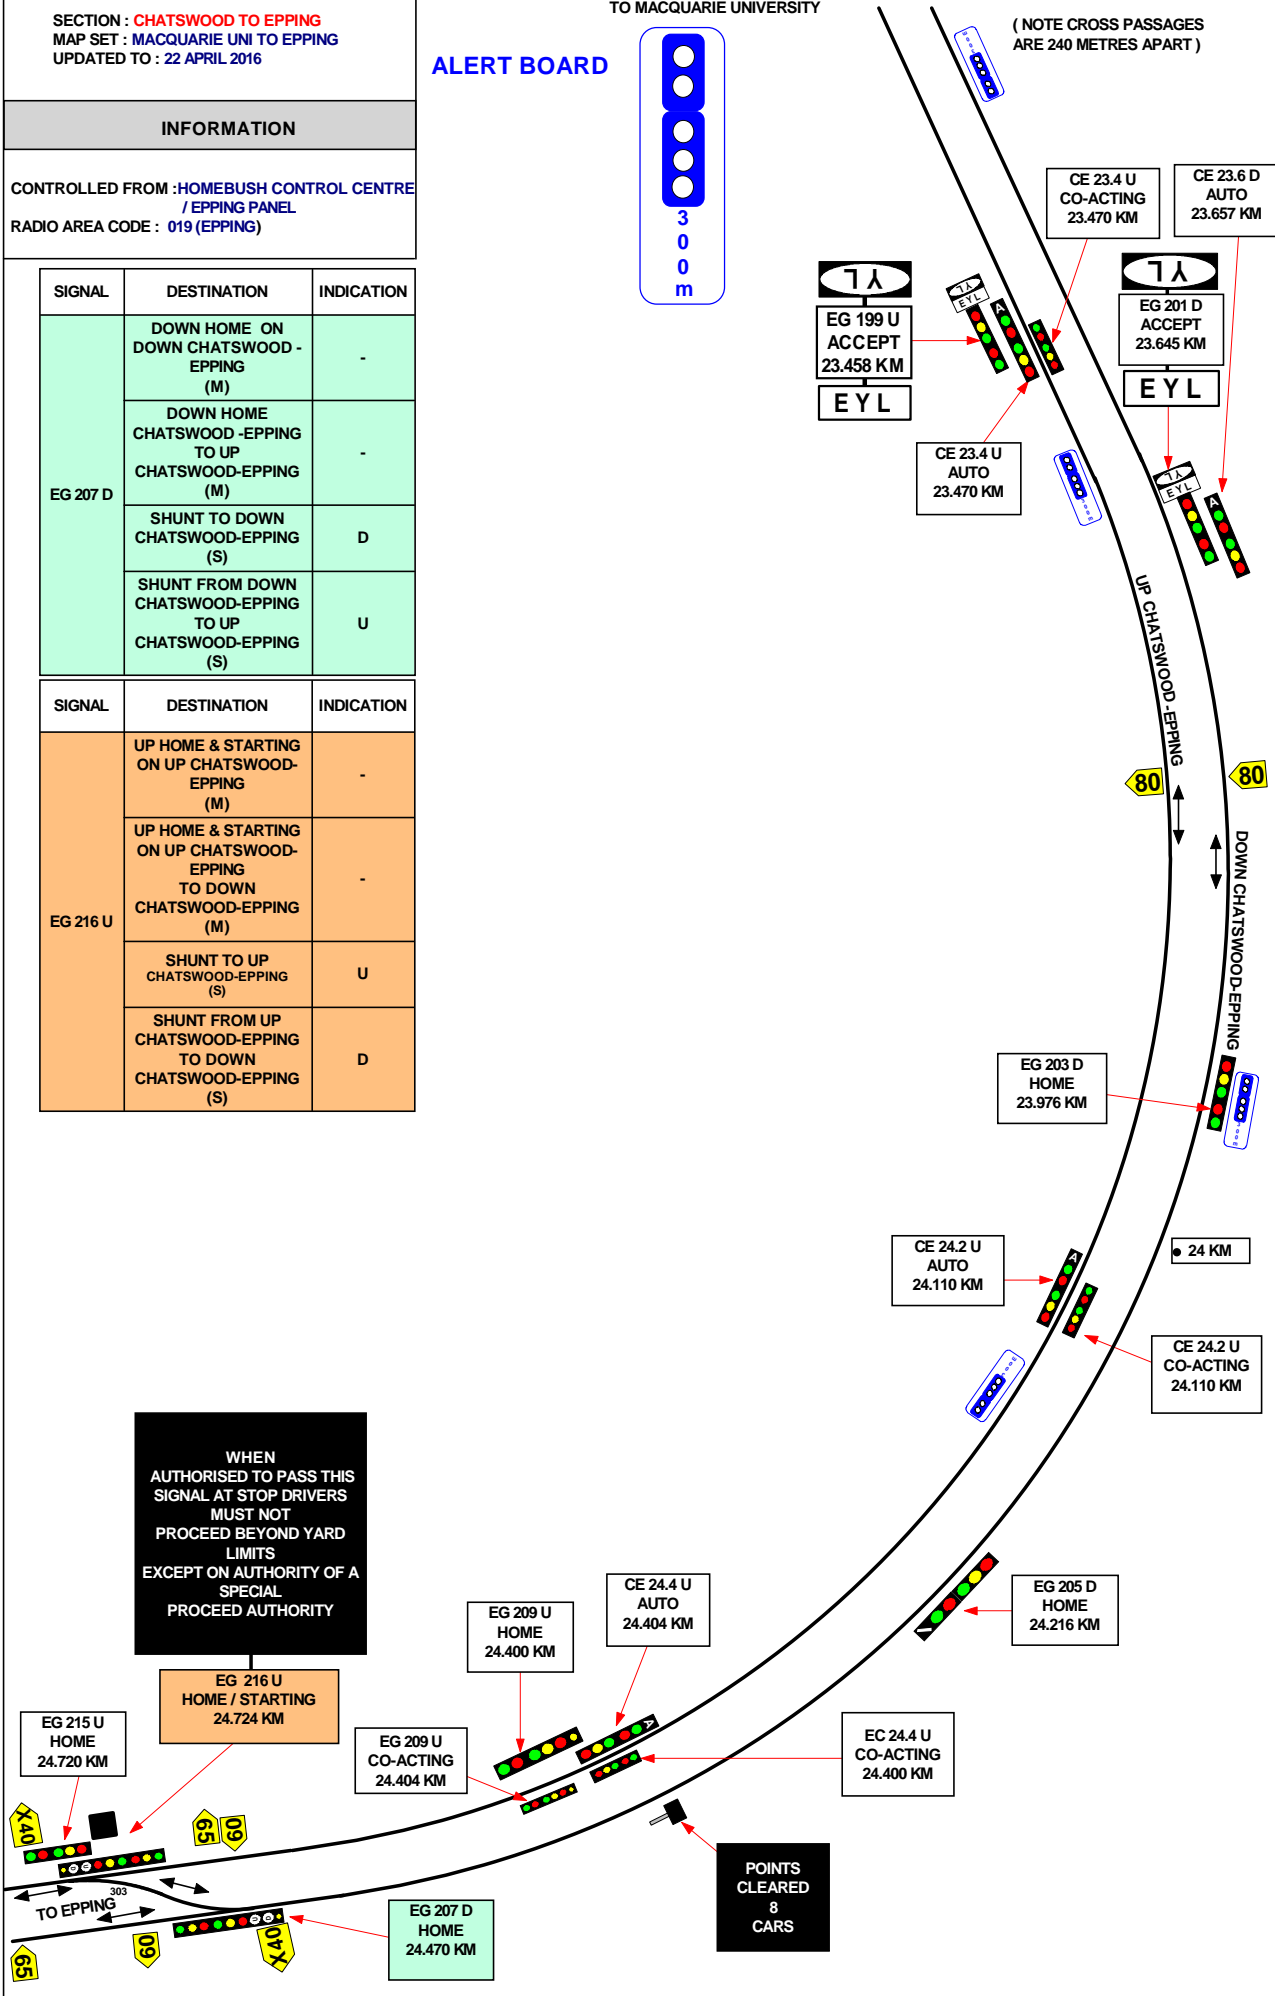 SECTION : CHATSWOOD TO EPPING
MAP SET : MACQUARIE UNI TO EPPING
UPDATED TO : 22 APRIL 2016
INFORMATION
CONTROLLED FROM :HOMEBUSH CONTROL CENTRE
/ EPPING PANEL
RADIO AREA CODE : 019 (EPPING)
TO MACQUARIE UNIVERSITY
ALERT BOARD
3
0
0
m
( NOTE CROSS PASSAGES
ARE 240 METRES APART )
SIGNAL DESTINATION INDICATION
EG 207 D
DOWN HOME ON
DOWN CHATSWOOD -
EPPING
(M)
-
DOWN HOME
CHATSWOOD -EPPING
TO UP
CHATSWOOD-EPPING
(M)
-
SHUNT TO DOWN
CHATSWOOD-EPPING
(S)
D
SHUNT FROM DOWN
CHATSWOOD-EPPING
TO UP
CHATSWOOD-EPPING
(S)
U
SIGNAL DESTINATION INDICATION
EG 216 U
UP HOME & STARTING
ON UP CHATSWOOD-
EPPING
(M)
-
UP HOME & STARTING
ON UP CHATSWOOD-
EPPING
TO DOWN
CHATSWOOD-EPPING
(M)
-
SHUNT TO UP
CHATSWOOD-EPPING
(S)
U
SHUNT FROM UP
CHATSWOOD-EPPING
TO DOWN
CHATSWOOD-EPPING
(S)
D
CE 23.4 U
CO-ACTING
23.470 KM
CE 23.6 D
AUTO
23.657 KM
YL
EG 199 U
ACCEPT
23.458 KM
EYL
YL
EYL
A
YL
EG 201 D
ACCEPT
23.645 KM
EYL
CE 23.4 U
AUTO
23.470 KM
YL
EYL
A
UP CHATSWOOD -EPPING
80
80
DOWN CHATSWOOD-EPPING
EG 203 D
HOME
23.976 KM
24 KM
CE 24.2 U
AUTO
24.110 KM
A
CE 24.2 U
CO-ACTING
24.110 KM
WHEN
AUTHORISED TO PASS THIS
SIGNAL AT STOP DRIVERS
MUST NOT
PROCEED BEYOND YARD
LIMITS
EXCEPT ON AUTHORITY OF A
SPECIAL
PROCEED AUTHORITY
EG 205 D
HOME
24.216 KM
CE 24.4 U
AUTO
24.404 KM
EG 209 U
HOME
24.400 KM
EG 216 U
HOME / STARTING
24.724 KM
EG 215 U
HOME
24.720 KM
EG 209 U
CO-ACTING
24.404 KM
A
EC 24.4 U
CO-ACTING
24.400 KM
X40
65
60
POINTS
CLEARED
8
CARS
303
TO EPPING
EG 207 D
HOME
24.470 KM
65
60
X40